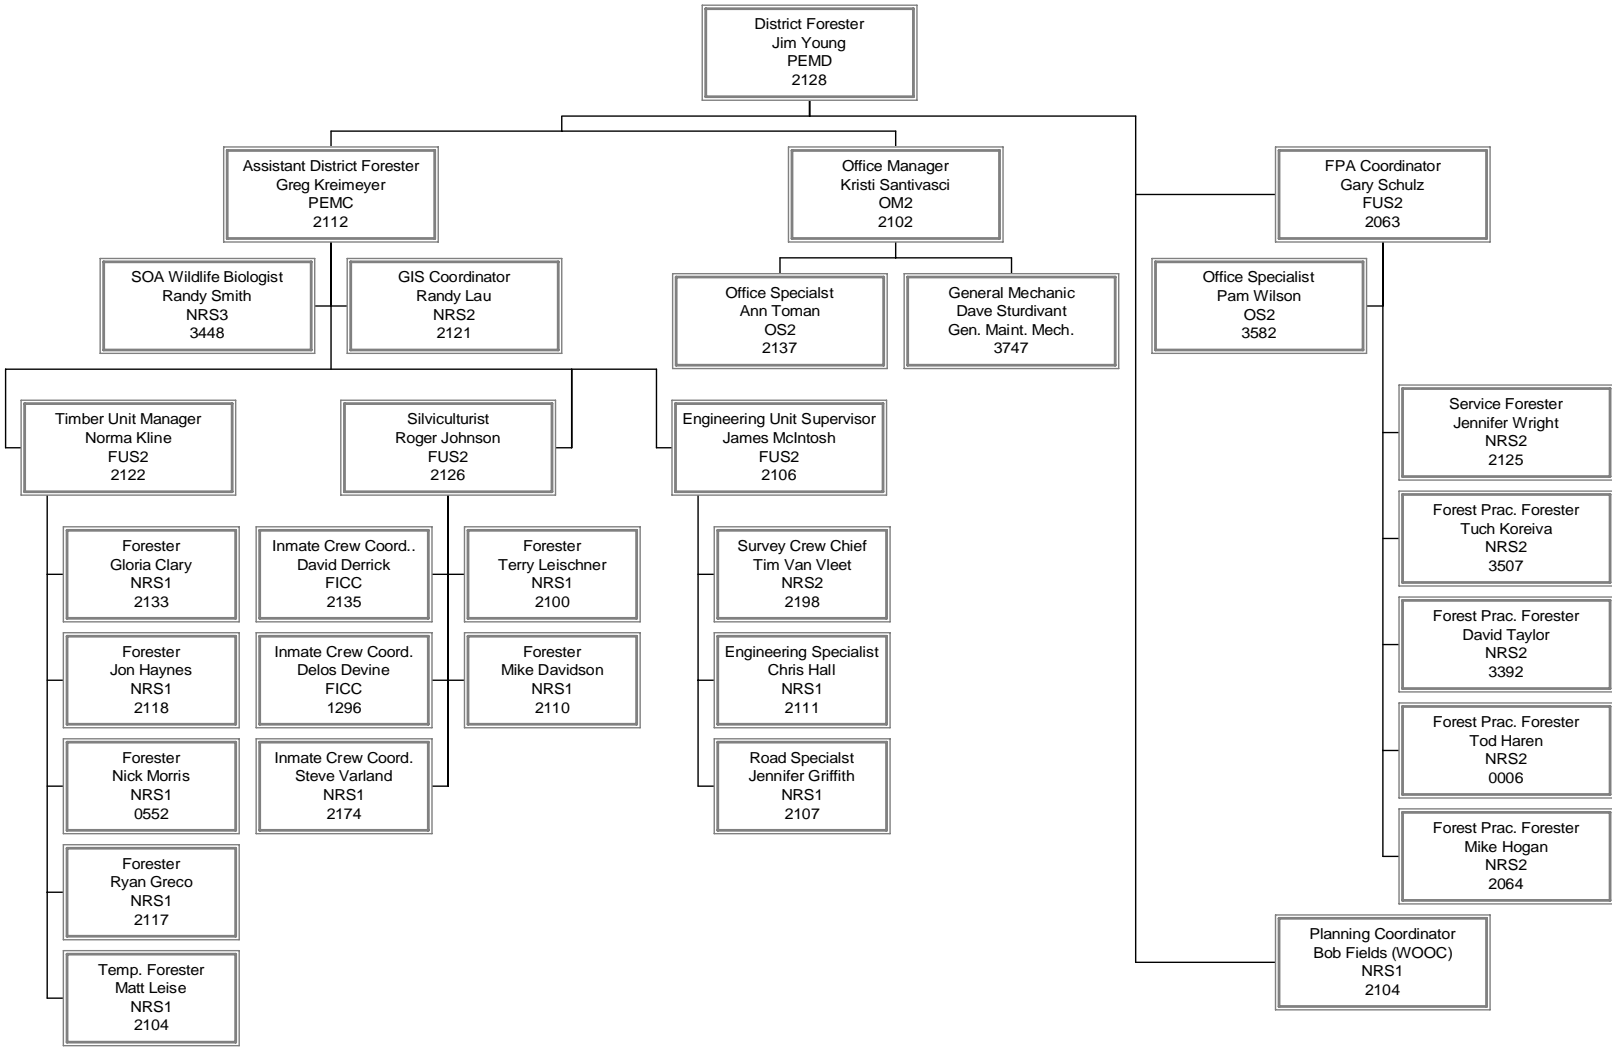 District Forester
Jim Young
PEMD
2128
Assistant District Forester
Greg Kreimeyer
PEMC
2112
Office Manager
Kristi Santivasci
OM2
2102
FPA Coordinator
Gary Schulz
FUS2
2063
SOA Wildlife Biologist
Randy Smith
NRS3
3448
GIS Coordinator
Randy Lau
NRS2
2121
Office Specialst
Ann Toman
OS2
2137
General Mechanic
Dave Sturdivant
Gen. Maint. Mech.
3747
Office Specialist
Pam Wilson
OS2
3582
Timber Unit Manager
Norma Kline
FUS2
2122
Silviculturist
Roger Johnson
FUS2
2126
Engineering Unit Supervisor
James McIntosh
FUS2
2106
Service Forester
Jennifer Wright
NRS2
2125
Forest Prac. Forester
Tuch Koreiva
NRS2
3507
Forest Prac. Forester
David Taylor
NRS2
3392
Forest Prac. Forester
Tod Haren
NRS2
0006
Forest Prac. Forester
Mike Hogan
NRS2
2064
Forester
Gloria Clary
NRS1
2133
Forester
Jon Haynes
NRS1
2118
Forester
Nick Morris
NRS1
0552
Forester
Ryan Greco
NRS1
2117
Temp. Forester
Matt Leise
NRS1
2104
Inmate Crew Coord..
David Derrick
FICC
2135
Inmate Crew Coord.
Delos Devine
FICC
1296
Inmate Crew Coord.
Steve Varland
NRS1
2174
Forester
Terry Leischner
NRS1
2100
Forester
Mike Davidson
NRS1
2110
Survey Crew Chief
Tim Van Vleet
NRS2
2198
Engineering Specialist
Chris Hall
NRS1
2111
Road Specialst
Jennifer Griffith
NRS1
2107
Planning Coordinator
Bob Fields (WOOC)
NRS1
2104